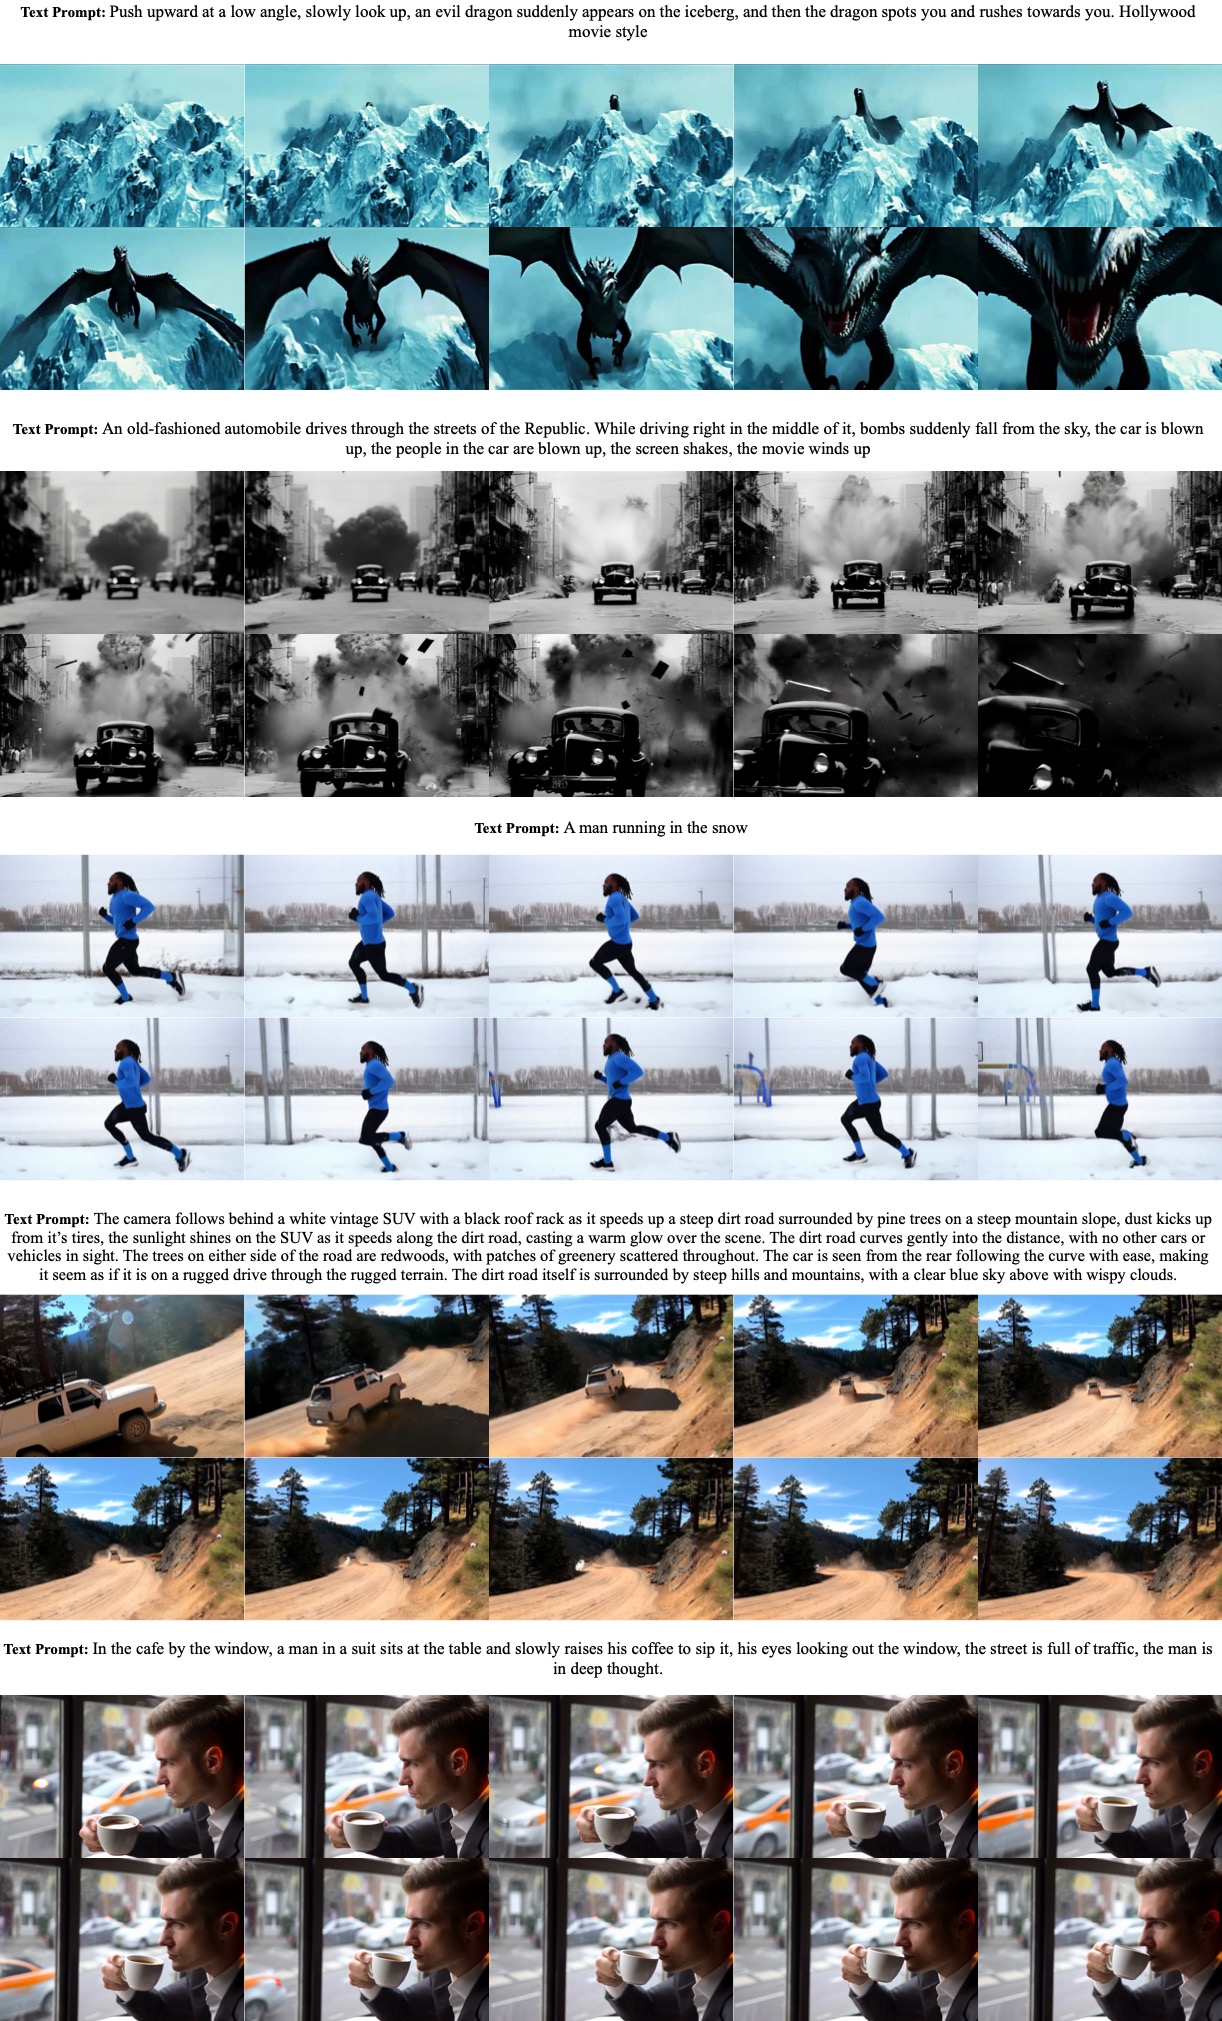 Text Prompt: Push upward at a low angle, slowly look up, an evil dragon suddenly appears on the iceberg, and then the dragon spots you and rushes towards you. Hollywood
movie style
Text Prompt: An old-fashioned automobile drives through the streets of the Republic. While driving right in the middle of it, bombs suddenly fall from the sky, the car is blown
up, the people in the car are blown up, the screen shakes, the movie winds up
Text Prompt: A man running in the snow
Text Prompt: The camera follows behind a white vintage SUV with a black roof rack as it speeds up a steep dirt road surrounded by pine trees on a steep mountain slope, dust kicks up
from it’s tires, the sunlight shines on the SUV as it speeds along the dirt road, casting a warm glow over the scene. The dirt road curves gently into the distance, with no other cars or
vehicles in sight. The trees on either side of the road are redwoods, with patches of greenery scattered throughout. The car is seen from the rear following the curve with ease, making
it seem as if it is on a rugged drive through the rugged terrain. The dirt road itself is surrounded by steep hills and mountains, with a clear blue sky above with wispy clouds.
Text Prompt: In the cafe by the window, a man in a suit sits at the table and slowly raises his coffee to sip it, his eyes looking out the window, the street is full of traffic, the man is
in deep thought.